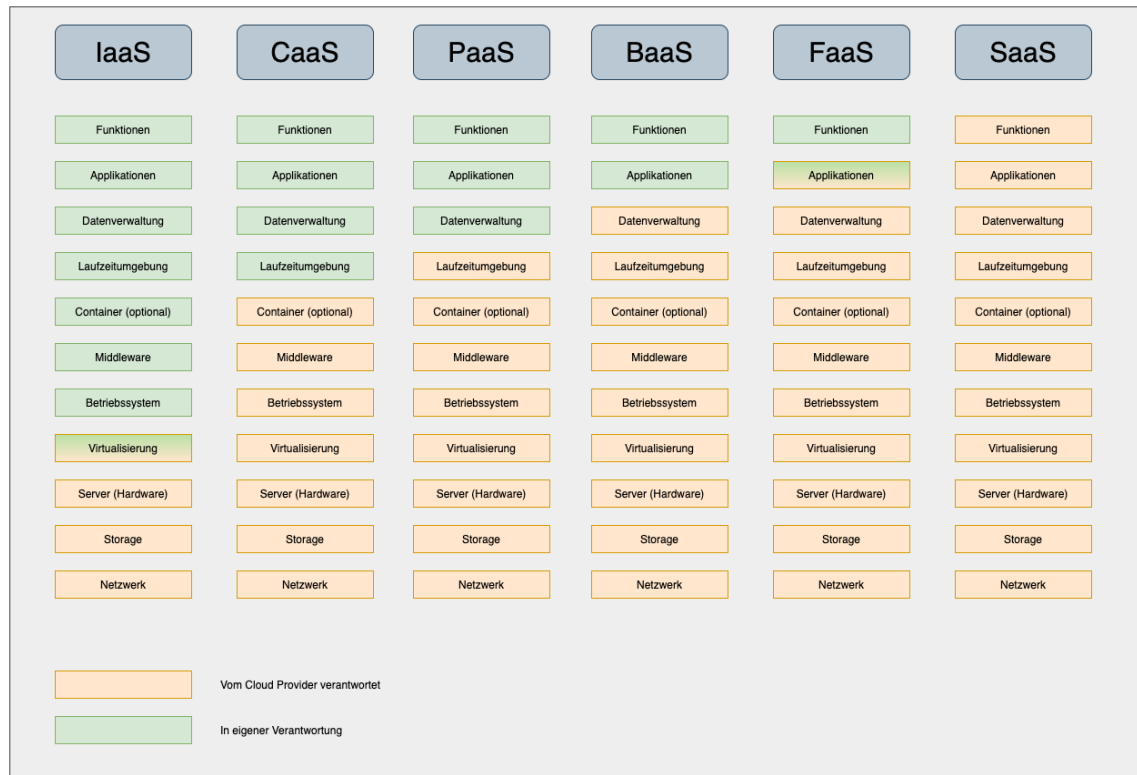 IaaS CaaS PaaS BaaS FaaS SaaS
Funktionen Funktionen Funktionen Funktionen Funktionen Funktionen
Applikationen Applikationen Applikationen Applikationen Applikationen Applikationen
Datenverwaltung Datenverwaltung Datenverwaltung Datenverwaltung Datenverwaltung Datenverwaltung
Laufzeitumgebung Laufzeitumgebung Laufzeitumgebung Laufzeitumgebung Laufzeitumgebung Laufzeitumgebung
Container (optional) Container (optional) Container (optional) Container (optional) Container (optional) Container (optional)
Middleware Middleware Middleware Middleware Middleware Middleware
Betriebssystem Betriebssystem Betriebssystem Betriebssystem Betriebssystem Betriebssystem
Virtualisierung Virtualisierung Virtualisierung Virtualisierung Virtualisierung Virtualisierung
Server (Hardware) Server (Hardware) Server (Hardware) Server (Hardware) Server (Hardware) Server (Hardware)
Storage Storage Storage Storage Storage Storage
Netzwerk Netzwerk Netzwerk Netzwerk Netzwerk Netzwerk
Vom Cloud Provider verantwortet
In eigener Verantwortung